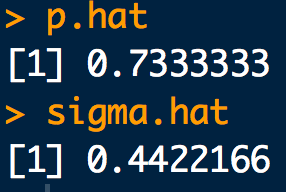 > p.hat
[1] 0.7333333
> sigma.hat
[1] 0.4422166